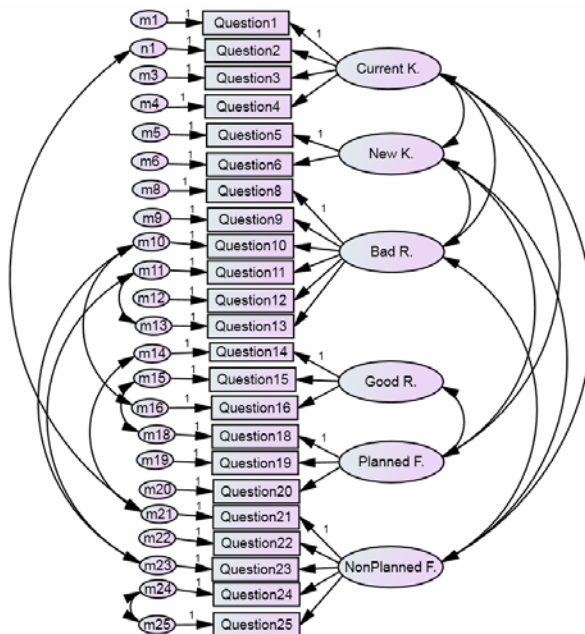 m1 1 Question1
n1 1 Question2 1
m3 1 Question3 Current K.
m4 1 Question4
m5 1 Question5 1
m6 1 Question6 New K.
m8 1 Question8 1
m9 1 Question9
m10 1 Question10 Bad R.
m11 1 Question11
m12 1 Question12
m13 1 Question13
m14 1 Question14 1
m15 1 Question15 Good R.
m16 1 Question16
m18 1 Question18 1
m19 1 Question19 Planned F.
m20 1 Question20
m21 1 Question21 1
m22 1 Question22
m23 1 Question23 NonPlanned F.
m24 1 Question24
m25 1 Question25